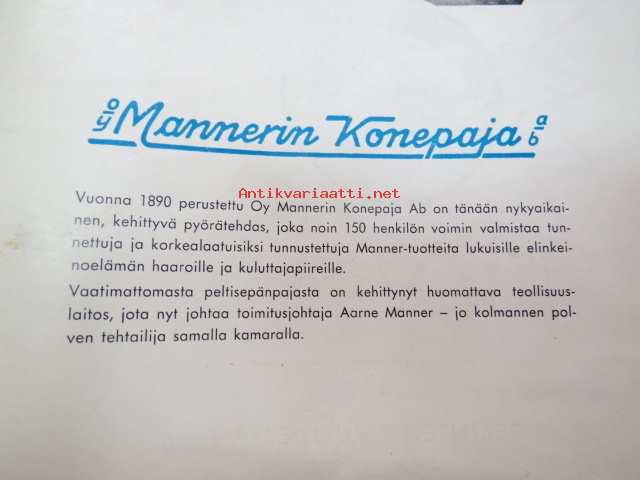 oy Mannerin Konepaja ab
Antikvariaatti.net
Vuonna 1890 perustettu Oy Mannerin Konepaja Ab on tänään nykyaikai-
nen, kehittyvä pyörätehdas, joka noin 150 henkilön voimin valmistaa tun-
nettuja ja korkealaatuisiksi tunnustettuja Manner-tuotteita lukuisille elinkei-
noelämän haaroille ja kuluttajapiireille.
Vaatimattomasta peltisepänpajasta on kehittynyt huomattava teollisuus-
laitos, jota nyt johtaa toimitusjohtaja Aarne Manner – jo kolmannen pol-
ven tehtailija samalla kamaralla.